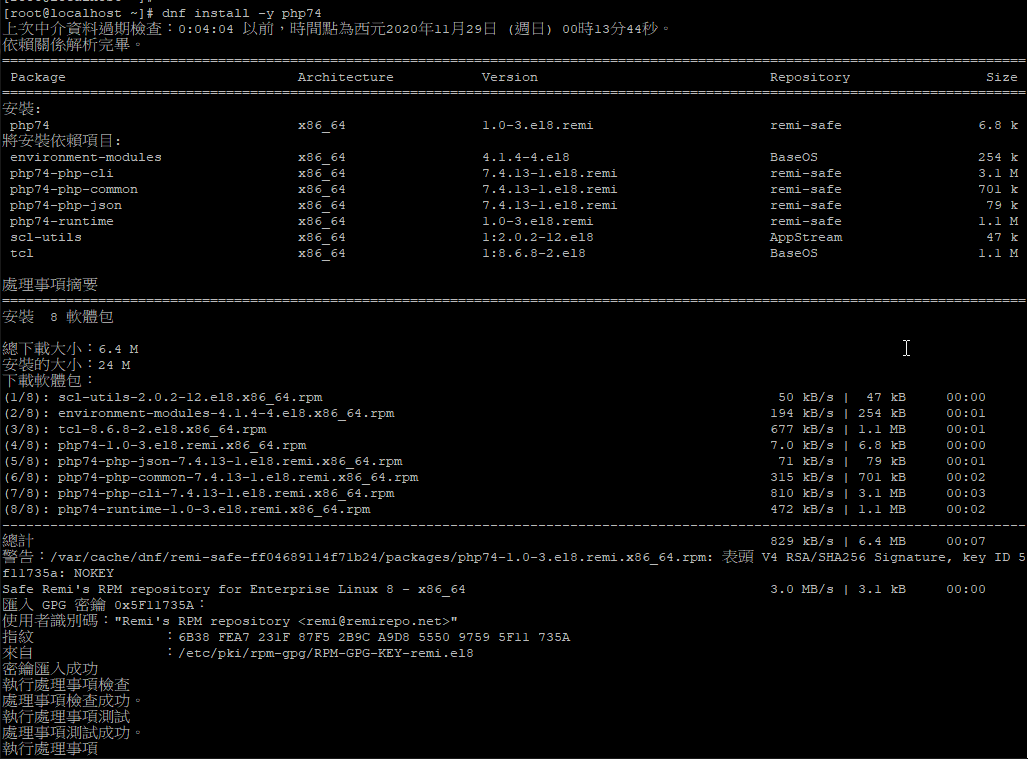 [root@localhost ~]#
[root@localhost ~]# dnf install -y php74
上次中介資料過期檢查：0:04:04 以前，時間點為西元2020年11月29日 (週日) 00時13分44秒。
依賴關係解析完畢。
================================================================================
Package Architecture Version Repository Size
================================================================================
安裝:
php74 x86_64 1.0-3.el8.remi remi-safe 6.8 k
將安裝依賴項目:
environment-modules x86_64 4.1.4-4.el8 BaseOS 254 k
php74-php-cli x86_64 7.4.13-1.el8.remi remi-safe 3.1 M
php74-php-common x86_64 7.4.13-1.el8.remi remi-safe 701 k
php74-php-json x86_64 7.4.13-1.el8.remi remi-safe 79 k
php74-runtime x86_64 1.0-3.el8.remi remi-safe 1.1 M
scl-utils x86_64 1:2.0.2-12.el8 AppStream 47 k
tcl x86_64 1:8.6.8-2.el8 BaseOS 1.1 M
處理事項摘要
================================================================================
安裝 8 軟體包
總下載大小：6.4 M
安裝的大小：24 M
下載軟體包：
(1/8): scl-utils-2.0.2-12.el8.x86_64.rpm 50 kB/s | 47 kB 00:00
(2/8): environment-modules-4.1.4-4.el8.x86_64.rpm 194 kB/s | 254 kB 00:01
(3/8): tcl-8.6.8-2.el8.x86_64.rpm 677 kB/s | 1.1 MB 00:01
(4/8): php74-1.0-3.el8.remi.x86_64.rpm 7.0 kB/s | 6.8 kB 00:00
(5/8): php74-php-json-7.4.13-1.el8.remi.x86_64.rpm 71 kB/s | 79 kB 00:01
(6/8): php74-php-common-7.4.13-1.el8.remi.x86_64.rpm 315 kB/s | 701 kB 00:02
(7/8): php74-php-cli-7.4.13-1.el8.remi.x86_64.rpm 810 kB/s | 3.1 MB 00:03
(8/8): php74-runtime-1.0-3.el8.remi.x86_64.rpm 472 kB/s | 1.1 MB 00:02
--------------------------------------------------------------------------------
總計 829 kB/s | 6.4 MB 00:07
警告：/var/cache/dnf/remi-safe-ff04689114f71b24/packages/php74-1.0-3.el8.remi.x86_64.rpm: 表頭 V4 RSA/SHA256 Signature, key ID 5
f11735a: NOKEY
Safe Remi's RPM repository for Enterprise Linux 8 - x86_64 3.0 MB/s | 3.1 kB 00:00
匯入 GPG 密鑰 0x5F11735A：
使用者識別碼："Remi's RPM repository <remi@remirepo.net>"
指紋 ：6B38 FEA7 231F 87F5 2B9C A9D8 5550 9759 5F11 735A
來自 ：/etc/pki/rpm-gpg/RPM-GPG-KEY-remi.el8
密鑰匯入成功
執行處理事項檢查
處理事項檢查成功。
執行處理事項測試
處理事項測試成功。
執行處理事項